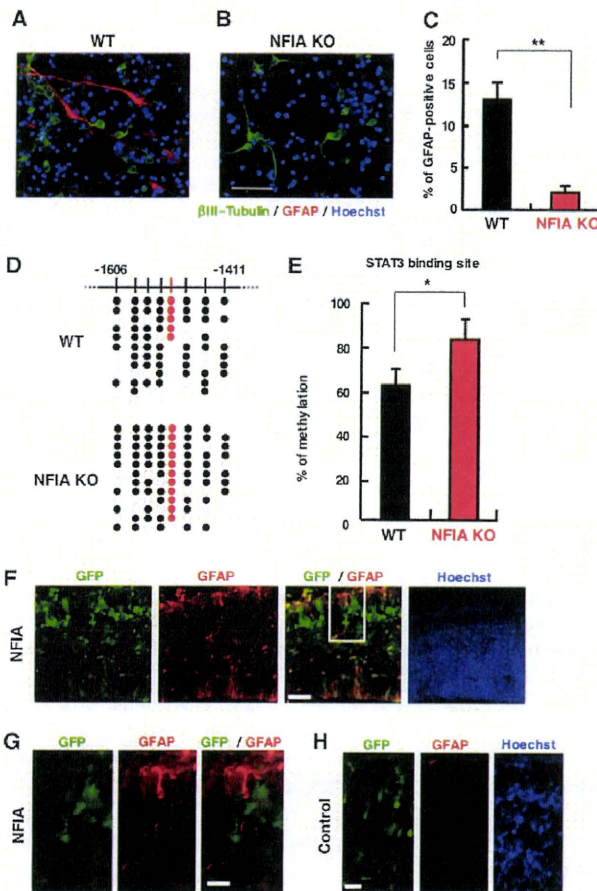 A
WT
B
NFIA KO
βIII-Tubulin / GFAP / Hoechst
C
% of GFAP-positive cells
20
15
10
5
0
**
WT
NFIA KO
D
-1606
-1411
WT
NFIA KO
E
STAT3 binding site
% of methylation
100
80
60
40
20
0
*
WT
NFIA KO
F
GFP
GFAP
GFP / GFAP
Hoechst
NFIA
G
GFP
GFAP
GFP / GFAP
NFIA
H
GFP
GFAP
Hoechst
Control